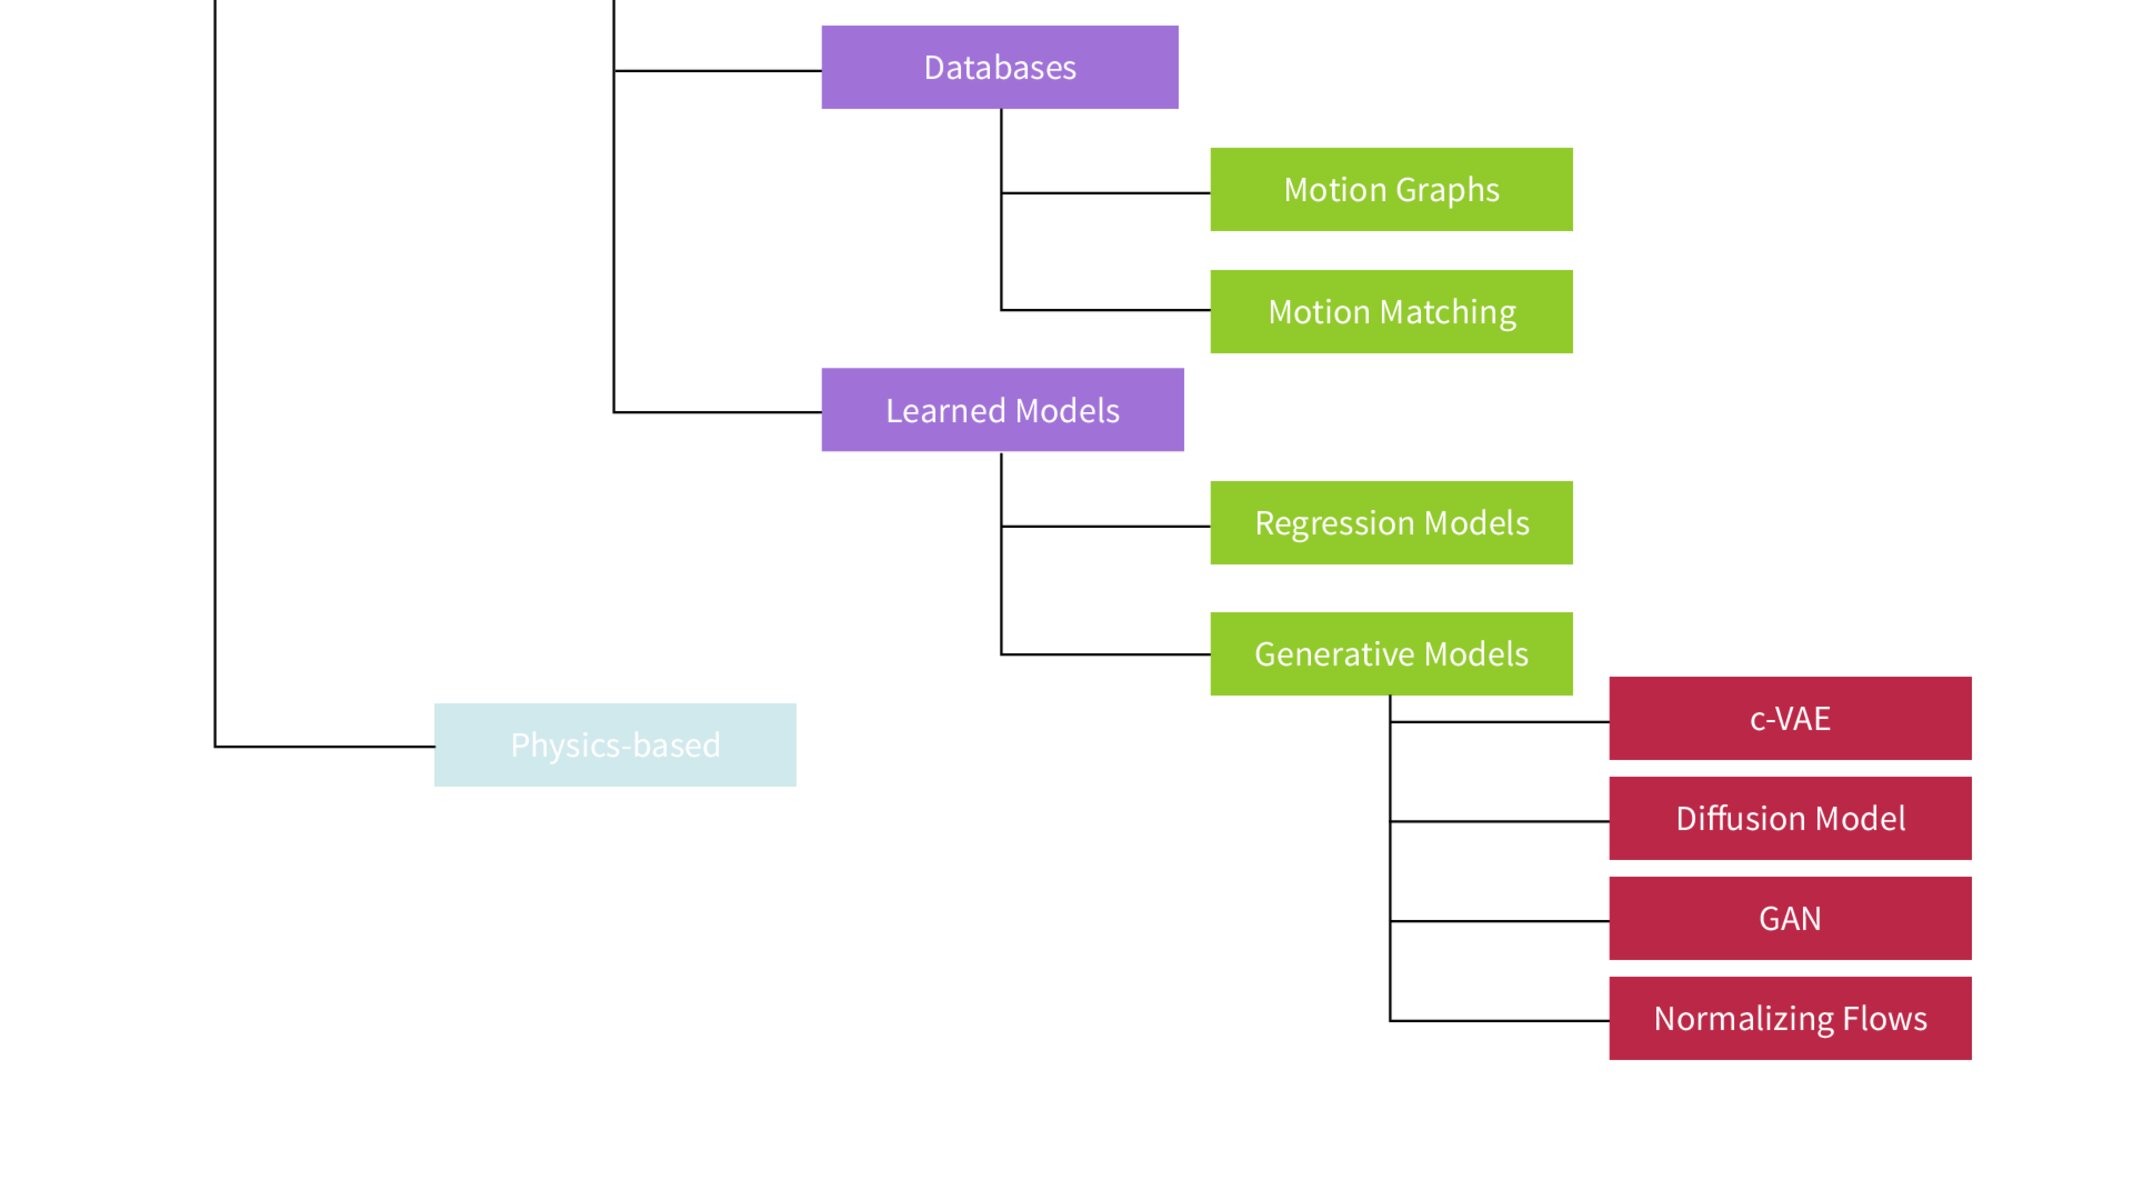 Databases
Motion Graphs
Motion Matching
Learned Models
Regression Models
Generative Models
c-VAE
Physics-based
Diffusion Model
GAN
Normalizing Flows